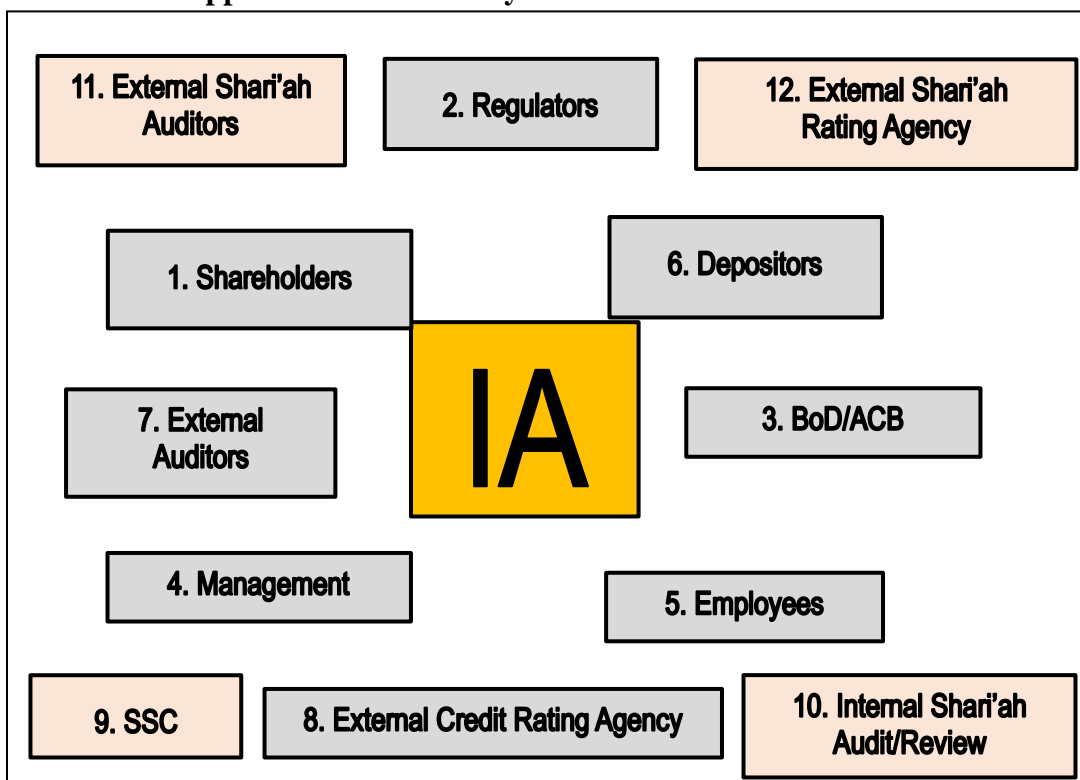 11. External Shari'ah
Auditors
2. Regulators
12. External Shari'ah
Rating Agency
1. Shareholders
6. Depositors
IA
7. External
Auditors
3. BoD/ACB
4. Management
5. Employees
9. SSC
8. External Credit Rating Agency
10. Internal Shari'ah
Audit/Review